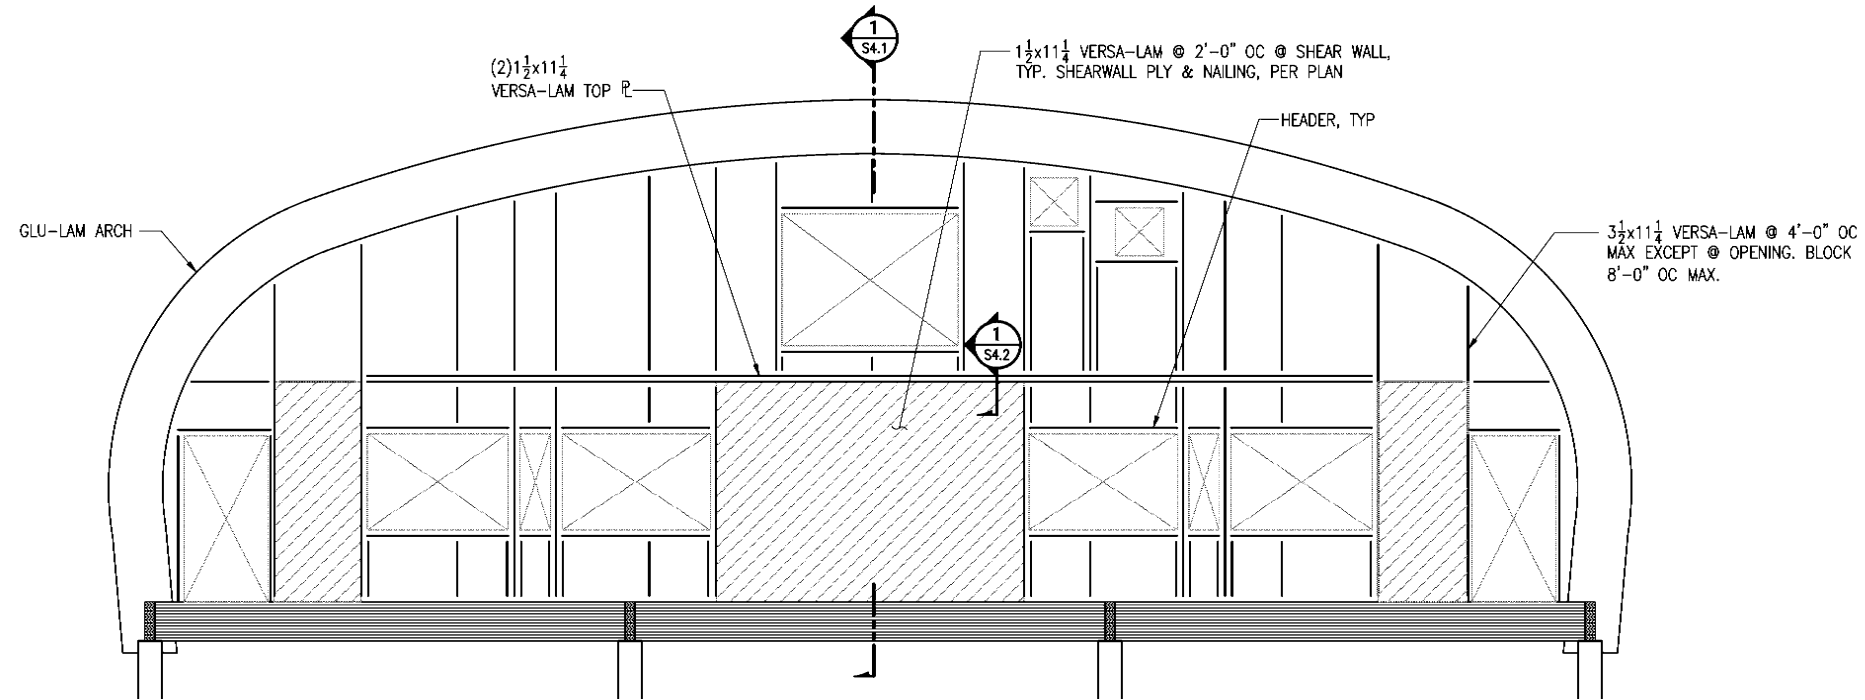 1
S4.1
(2)1½x11¼
VERSA-LAM TOP ℄
1½x11¼ VERSA-LAM @ 2'-0" OC @ SHEAR WALL,
TYP. SHEARWALL PLY & NAILING, PER PLAN
HEADER, TYP
GLU-LAM ARCH
3½x11¼ VERSA-LAM @ 4'-0" OC
MAX EXCEPT @ OPENING. BLOCK
8'-0" OC MAX.
1
S4.2